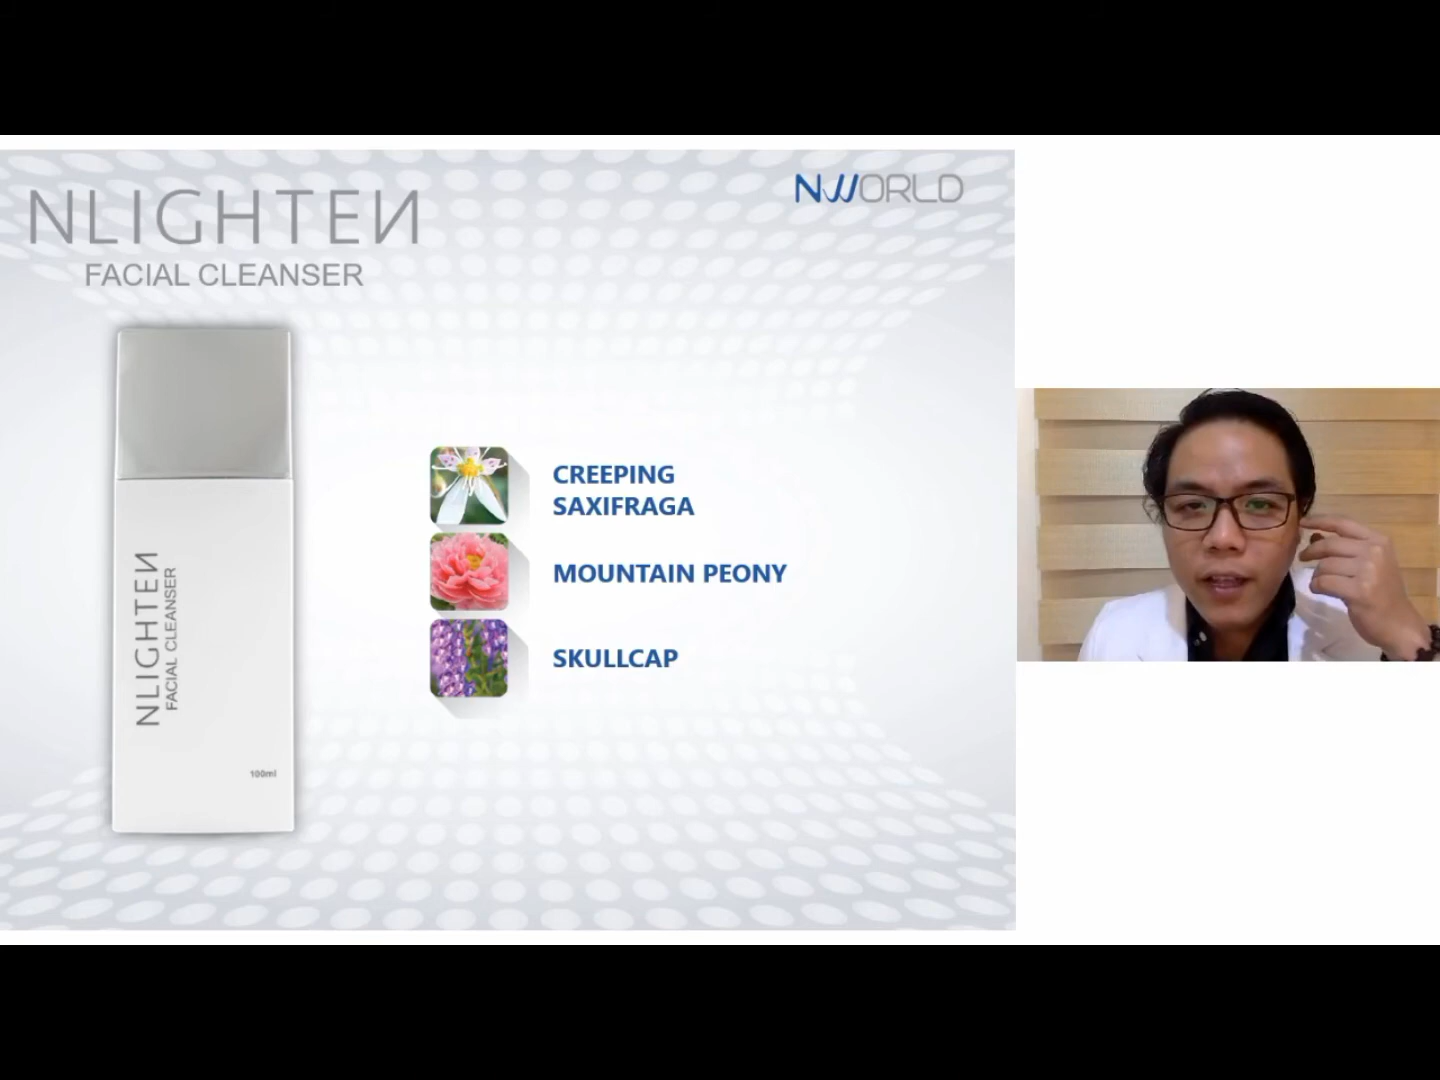 NLIGHTEN
FACIAL CLEANSER
NWORLD
CREEPING
SAXIFRAGA
MOUNTAIN PEONY
SKULLCAP
NLIGHTEN
FACIAL CLEANSER
100ml